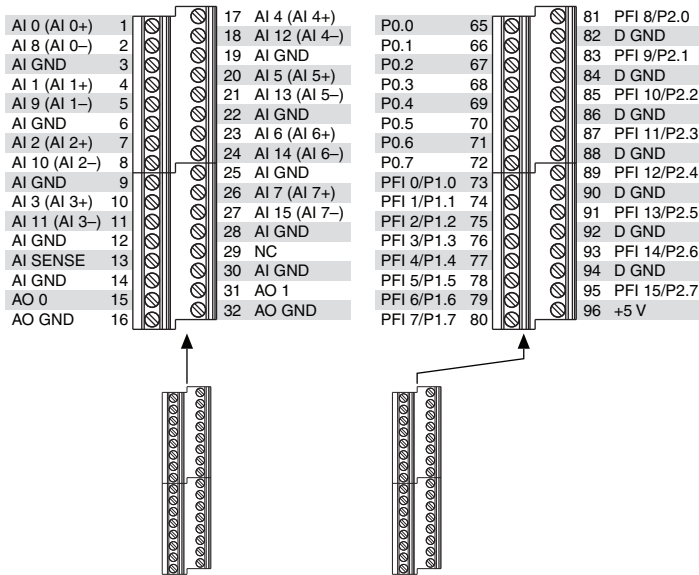 AI 0 (AI 0+) 1
AI 8 (AI 0–) 2
AI GND 3
AI 1 (AI 1+) 4
AI 9 (AI 1–) 5
AI GND 6
AI 2 (AI 2+) 7
AI 10 (AI 2–) 8
AI GND 9
AI 3 (AI 3+) 10
AI 11 (AI 3–) 11
AI GND 12
AI SENSE 13
AI GND 14
AO 0 15
AO GND 16
17 AI 4 (AI 4+)
18 AI 12 (AI 4–)
19 AI GND
20 AI 5 (AI 5+)
21 AI 13 (AI 5–)
22 AI GND
23 AI 6 (AI 6+)
24 AI 14 (AI 6–)
25 AI GND
26 AI 7 (AI 7+)
27 AI 15 (AI 7–)
28 AI GND
29 NC
30 AI GND
31 AO 1
32 AO GND
P0.0 65
P0.1 66
P0.2 67
P0.3 68
P0.4 69
P0.5 70
P0.6 71
P0.7 72
PFI 0/P1.0 73
PFI 1/P1.1 74
PFI 2/P1.2 75
PFI 3/P1.3 76
PFI 4/P1.4 77
PFI 5/P1.5 78
PFI 6/P1.6 79
PFI 7/P1.7 80
81 PFI 8/P2.0
82 D GND
83 PFI 9/P2.1
84 D GND
85 PFI 10/P2.2
86 D GND
87 PFI 11/P2.3
88 D GND
89 PFI 12/P2.4
90 D GND
91 PFI 13/P2.5
92 D GND
93 PFI 14/P2.6
94 D GND
95 PFI 15/P2.7
96 +5 V